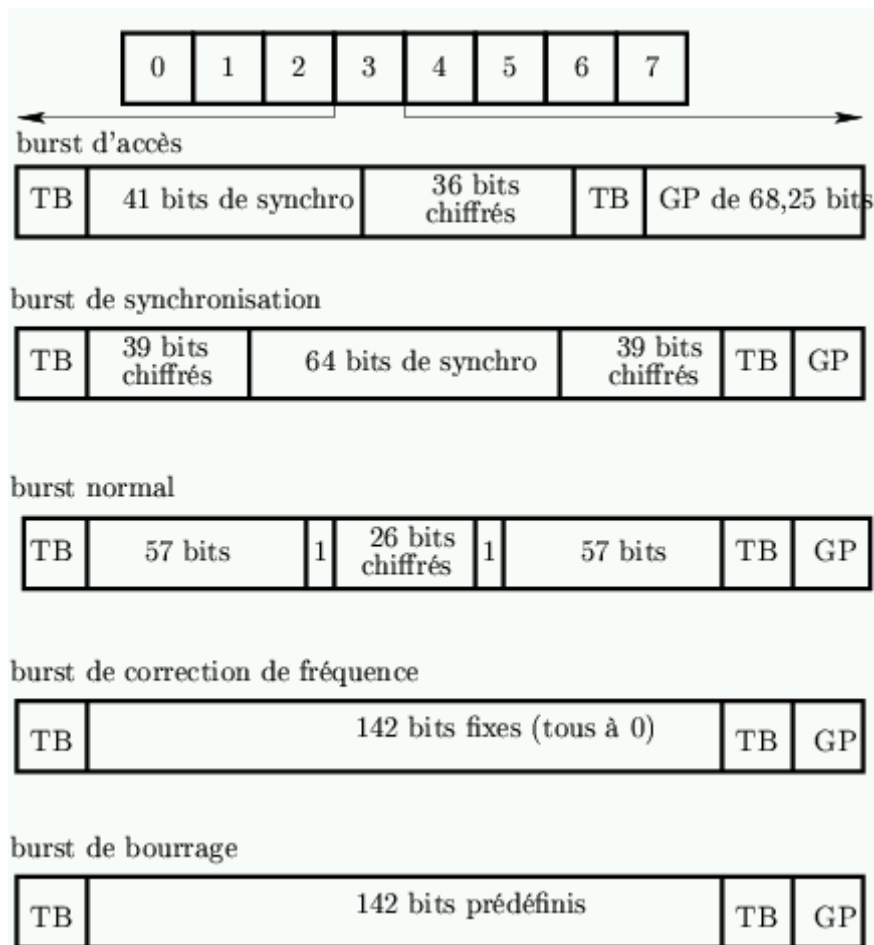 0 1 2 3 4 5 6 7
burst d'accès
TB 41 bits de synchro 36 bits chiffrés TB GP de 68,25 bits
burst de synchronisation
TB 39 bits chiffrés 64 bits de synchro 39 bits chiffrés TB GP
burst normal
TB 57 bits 1 26 bits chiffrés 1 57 bits TB GP
burst de correction de fréquence
TB 142 bits fixes (tous à 0) TB GP
burst de bourrage
TB 142 bits prédéfinis TB GP